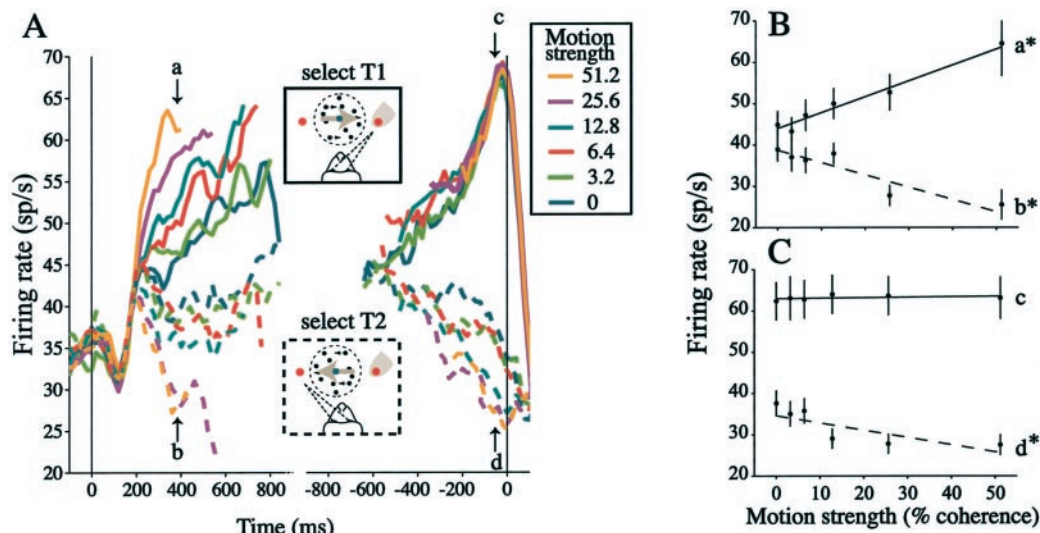 A
Firing rate (sp/s)
70
65
60
55
50
45
40
35
30
25
20
a
b
select T1
select T2
c
d
Motion
strength
51.2
25.6
12.8
6.4
3.2
0
0 200 400 600 800
-800 -600 -400 -200 0
Time (ms)
B
Firing rate (sp/s)
70
60
50
40
30
20
a*
b*
C
70
60
50
40
30
20
c
d*
0 10 20 30 40 50
Motion strength (% coherence)